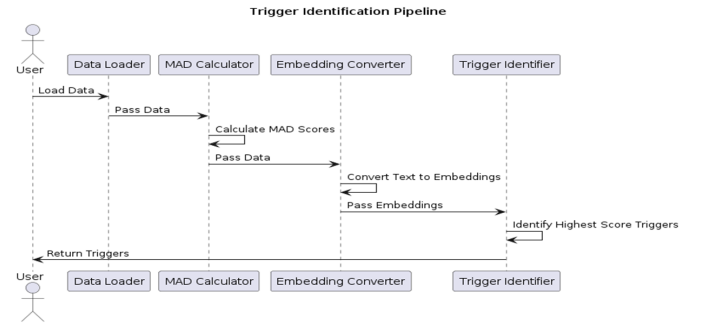 Trigger Identification Pipeline
User
Data Loader
MAD Calculator
Embedding Converter
Trigger Identifier
Load Data
Pass Data
Calculate MAD Scores
Pass Data
Convert Text to Embeddings
Pass Embeddings
Identify Highest Score Triggers
Return Triggers
User
Data Loader
MAD Calculator
Embedding Converter
Trigger Identifier